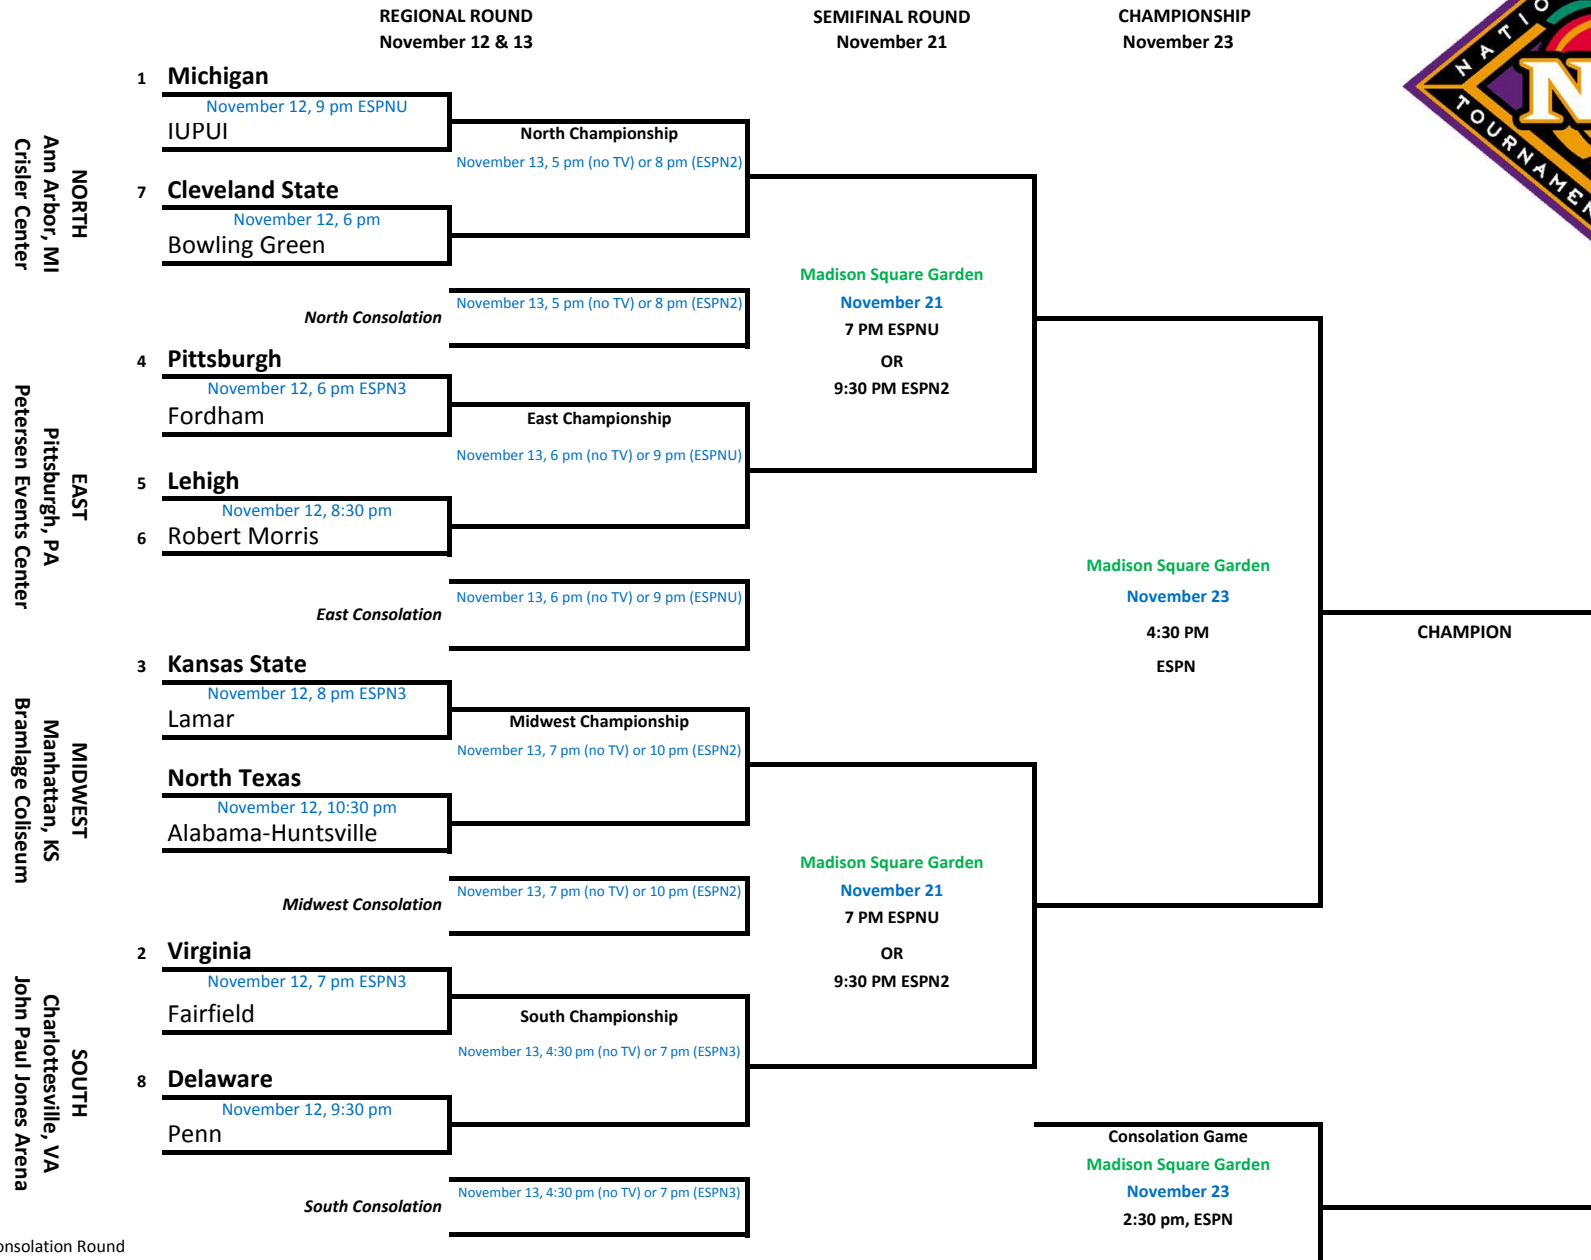 REGIONAL ROUND
November 12 & 13
SEMIFINAL ROUND
November 21
CHAMPIONSHIP
November 23
NORTH
Ann Arbor, MI
Crisler Center
1 Michigan
November 12, 9 pm ESPNU
IUPUI
North Championship
November 13, 5 pm (no TV) or 8 pm (ESPN2)
7 Cleveland State
November 12, 6 pm
Bowling Green
North Consolation
November 13, 5 pm (no TV) or 8 pm (ESPN2)
Madison Square Garden
November 21
7 PM ESPNU
OR
9:30 PM ESPN2
EAST
Pittsburgh, PA
Petersen Events Center
4 Pittsburgh
November 12, 6 pm ESPN3
Fordham
East Championship
November 13, 6 pm (no TV) or 9 pm (ESPNU)
5 Lehigh
November 12, 8:30 pm
6 Robert Morris
East Consolation
November 13, 6 pm (no TV) or 9 pm (ESPNU)
Madison Square Garden
November 23
4:30 PM
ESPN
CHAMPION
MIDWEST
Manhattan, KS
Bramlage Coliseum
3 Kansas State
November 12, 8 pm ESPN3
Lamar
Midwest Championship
November 13, 7 pm (no TV) or 10 pm (ESPN2)
North Texas
November 12, 10:30 pm
Alabama-Huntsville
Midwest Consolation
November 13, 7 pm (no TV) or 10 pm (ESPN2)
Madison Square Garden
November 21
7 PM ESPNU
OR
9:30 PM ESPN2
SOUTH
Charlottesville, VA
John Paul Jones Arena
2 Virginia
November 12, 7 pm ESPN3
Fairfield
South Championship
November 13, 4:30 pm (no TV) or 7 pm (ESPN3)
8 Delaware
November 12, 9:30 pm
Penn
South Consolation
November 13, 4:30 pm (no TV) or 7 pm (ESPN3)
Consolation Game
Madison Square Garden
November 23
2:30 pm, ESPN
onsolation Round
NATIO
N
TOURNAMEN